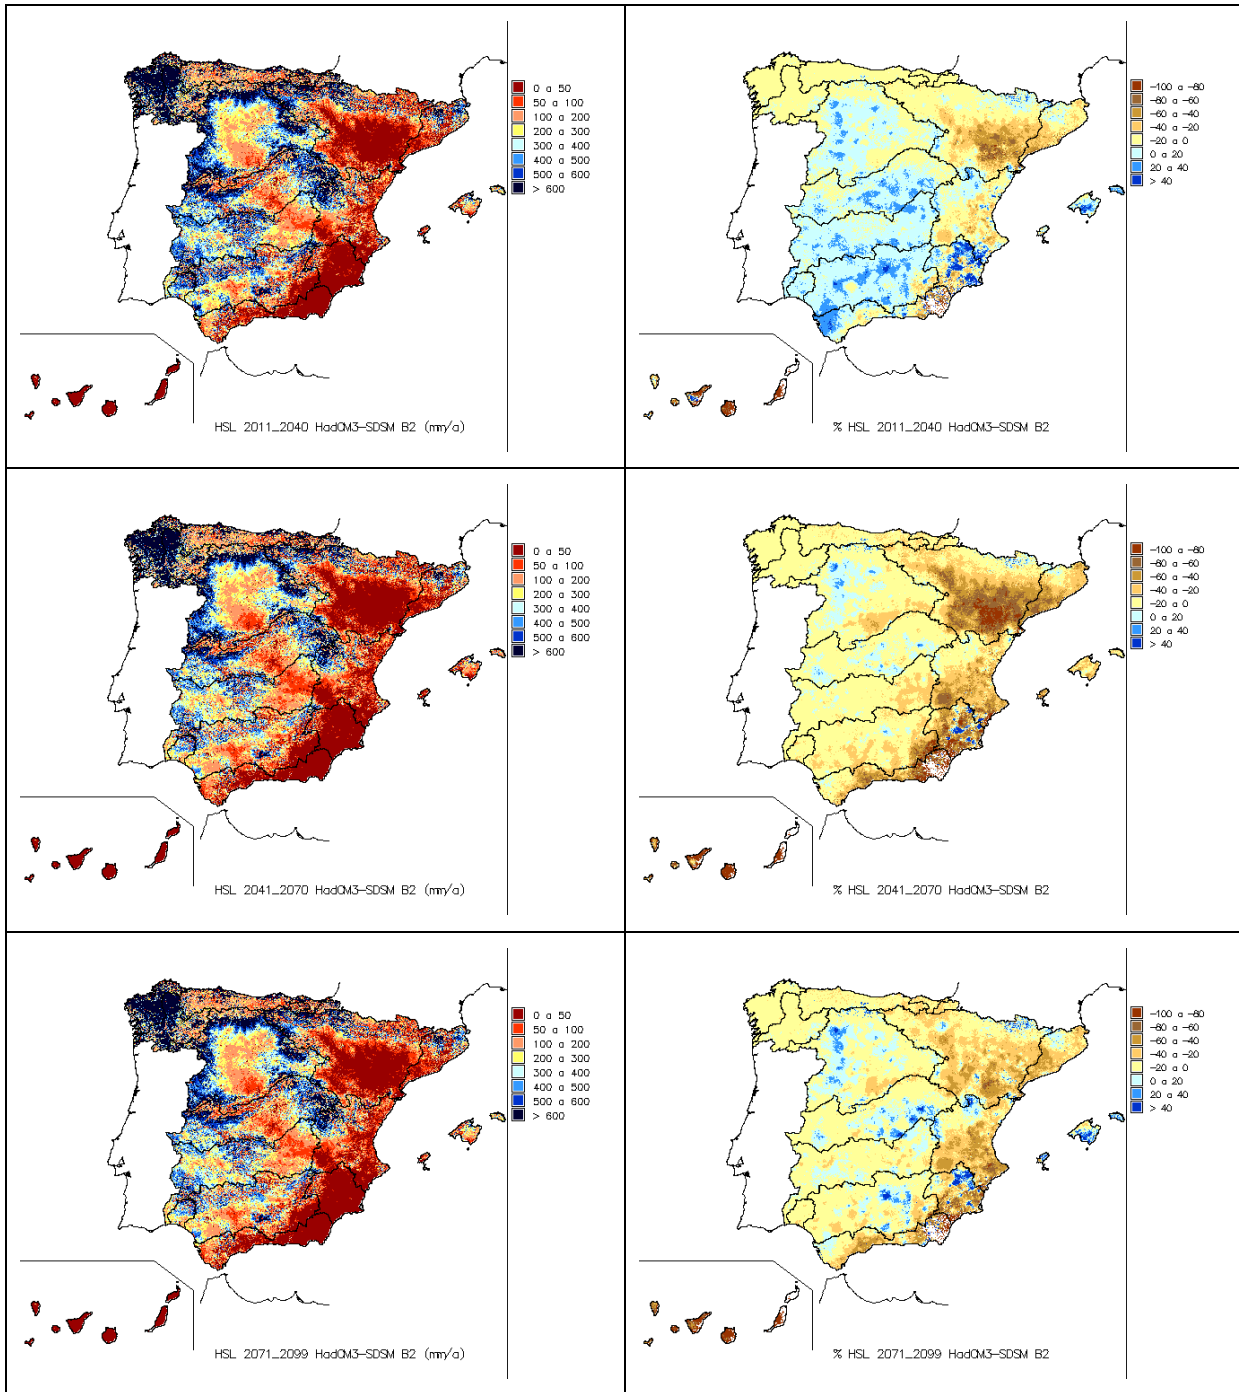 0 a 50
50 a 100
100 a 200
200 a 300
300 a 400
400 a 500
500 a 600
> 600
HSL 2011_2040 HadCM3-SDSM B2 (mm/a)
-100 a -80
-80 a -60
-60 a -40
-40 a -20
-20 a 0
0 a 20
20 a 40
> 40
% HSL 2011_2040 HadCM3-SDSM B2
0 a 50
50 a 100
100 a 200
200 a 300
300 a 400
400 a 500
500 a 600
> 600
HSL 2041_2070 HadCM3-SDSM B2 (mm/a)
-100 a -80
-80 a -60
-60 a -40
-40 a -20
-20 a 0
0 a 20
20 a 40
> 40
% HSL 2041_2070 HadCM3-SDSM B2
0 a 50
50 a 100
100 a 200
200 a 300
300 a 400
400 a 500
500 a 600
> 600
HSL 2071_2099 HadCM3-SDSM B2 (mm/a)
-100 a -80
-80 a -60
-60 a -40
-40 a -20
-20 a 0
0 a 20
20 a 40
> 40
% HSL 2071_2099 HadCM3-SDSM B2